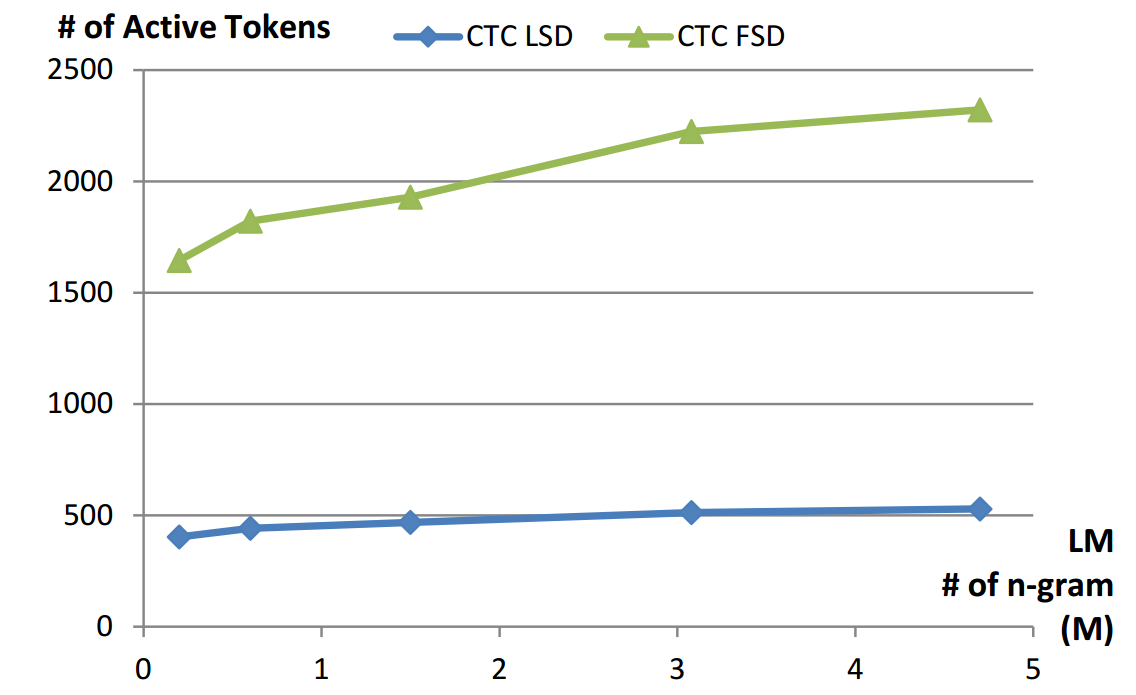 # of Active Tokens
CTC LSD
CTC FSD
2500
2000
1500
1000
500
0
0 1 2 3 4 5
LM
# of n-gram
(M)